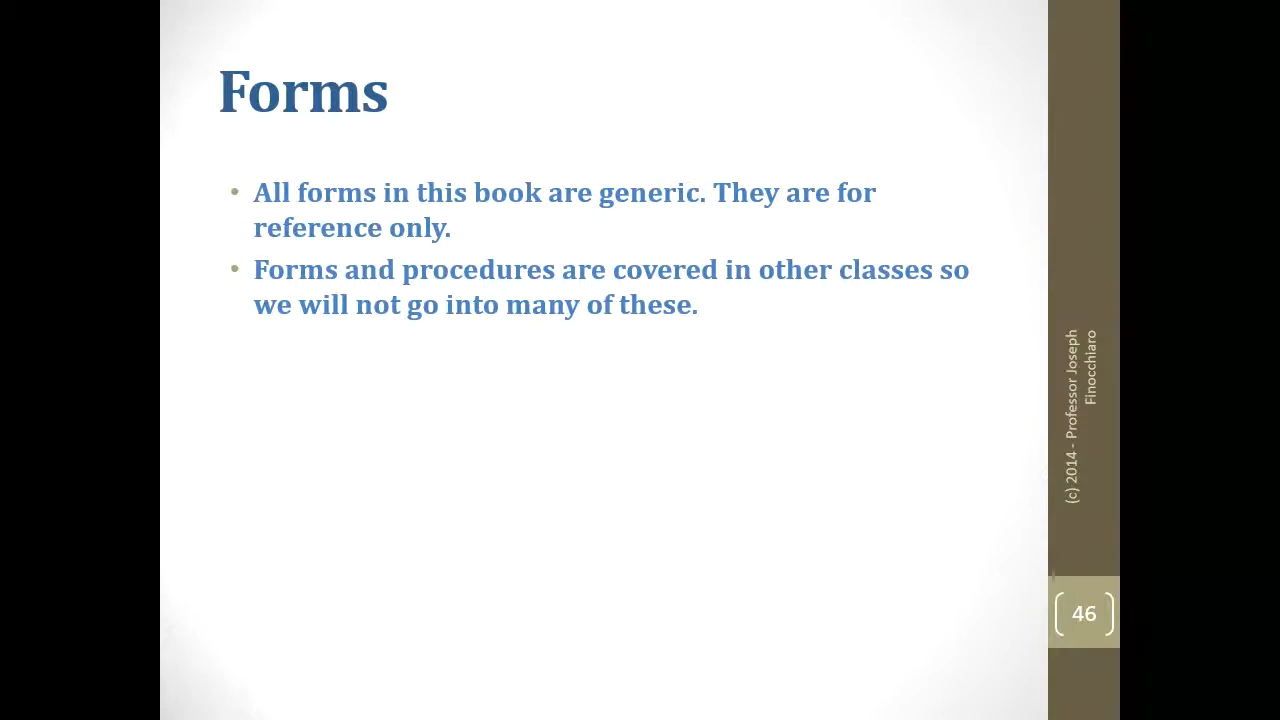 Forms
• All forms in this book are generic. They are for
reference only.
• Forms and procedures are covered in other classes so
we will not go into many of these.
(c) 2014 - Professor Joseph
Finocchiaro
46